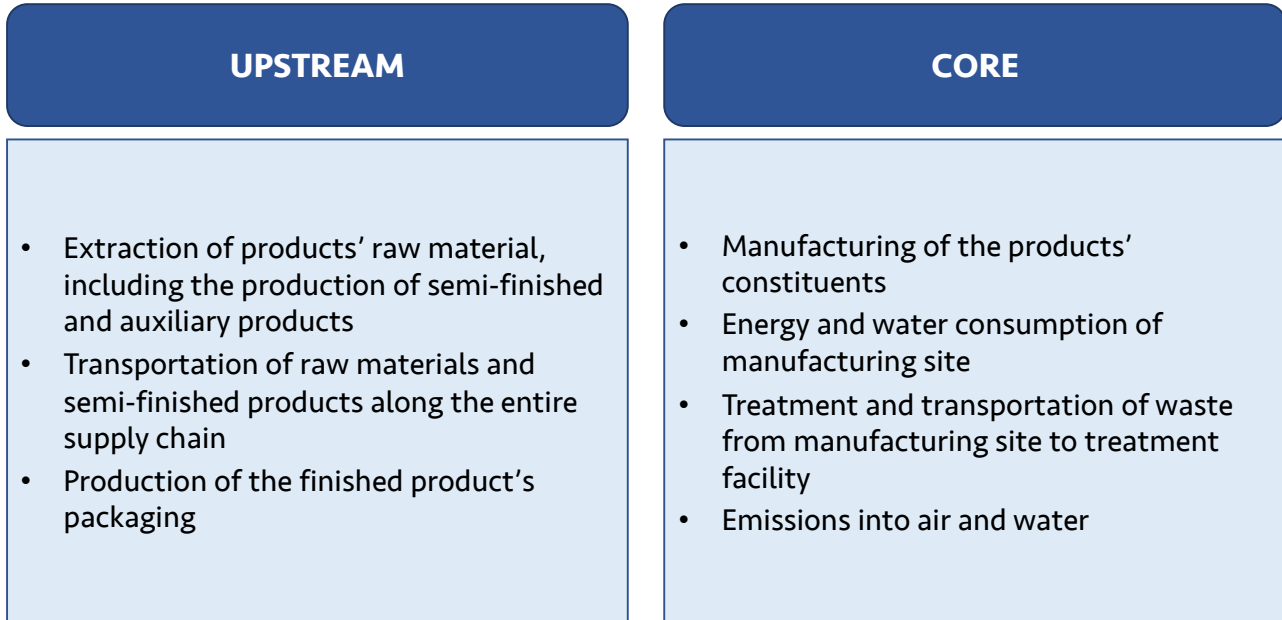 UPSTREAM
• Extraction of products’ raw material,
including the production of semi-finished
and auxiliary products
• Transportation of raw materials and
semi-finished products along the entire
supply chain
• Production of the finished product’s
packaging
CORE
• Manufacturing of the products’
constituents
• Energy and water consumption of
manufacturing site
• Treatment and transportation of waste
from manufacturing site to treatment
facility
• Emissions into air and water